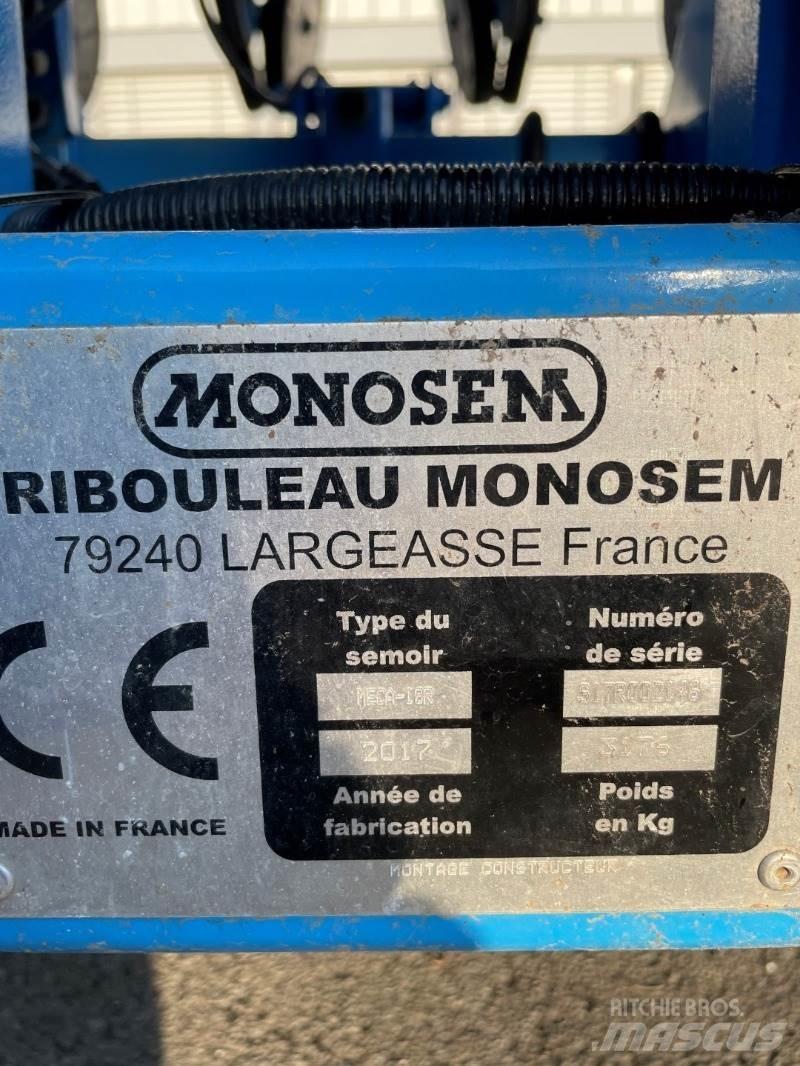 MONOSEM
RIBOULEAU MONOSEM
79240 LARGEASSE France
CE
Type du
semoir
Numéro
de série
2017
3176
Année de
fabrication
Poids
en Kg
MADE IN FRANCE
MONTAGE CONSTRUCTEUR
RITCHIE BROS.
MASCUS